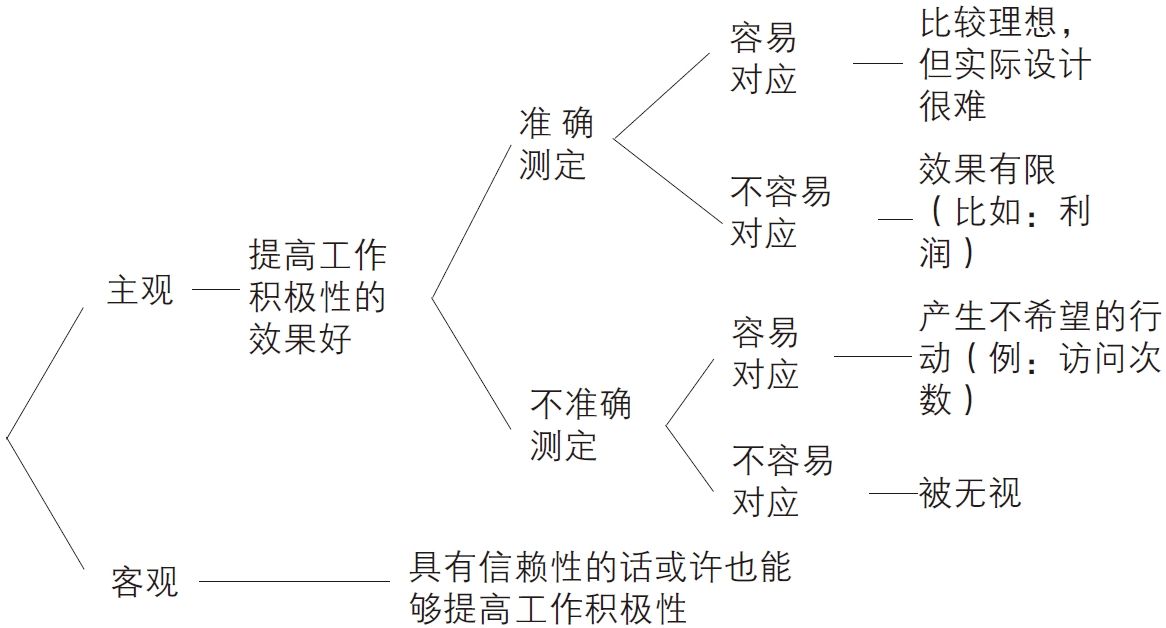 容易
对应
比较理想，
但实际设计
很难
准 确
测定
不容易
对应
效果有限
（比如：利
润）
主观
提高工作
积极性的
效果好
容易
对应
产生不希望的行
动（例：访问次
数）
不准确
测定
不容易
对应
被无视
客观
具有信赖性的话或许也能
够提高工作积极性